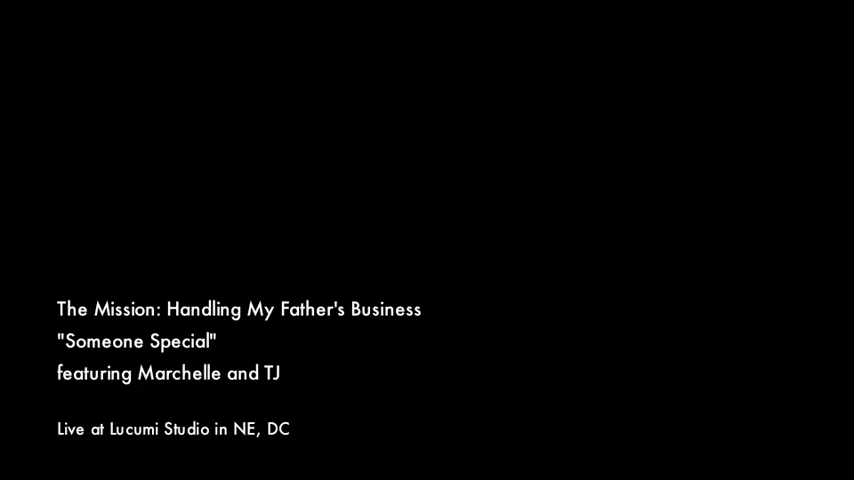 The Mission: Handling My Father's Business
"Someone Special"
featuring Marchelle and TJ
Live at Lucumi Studio in NE, DC